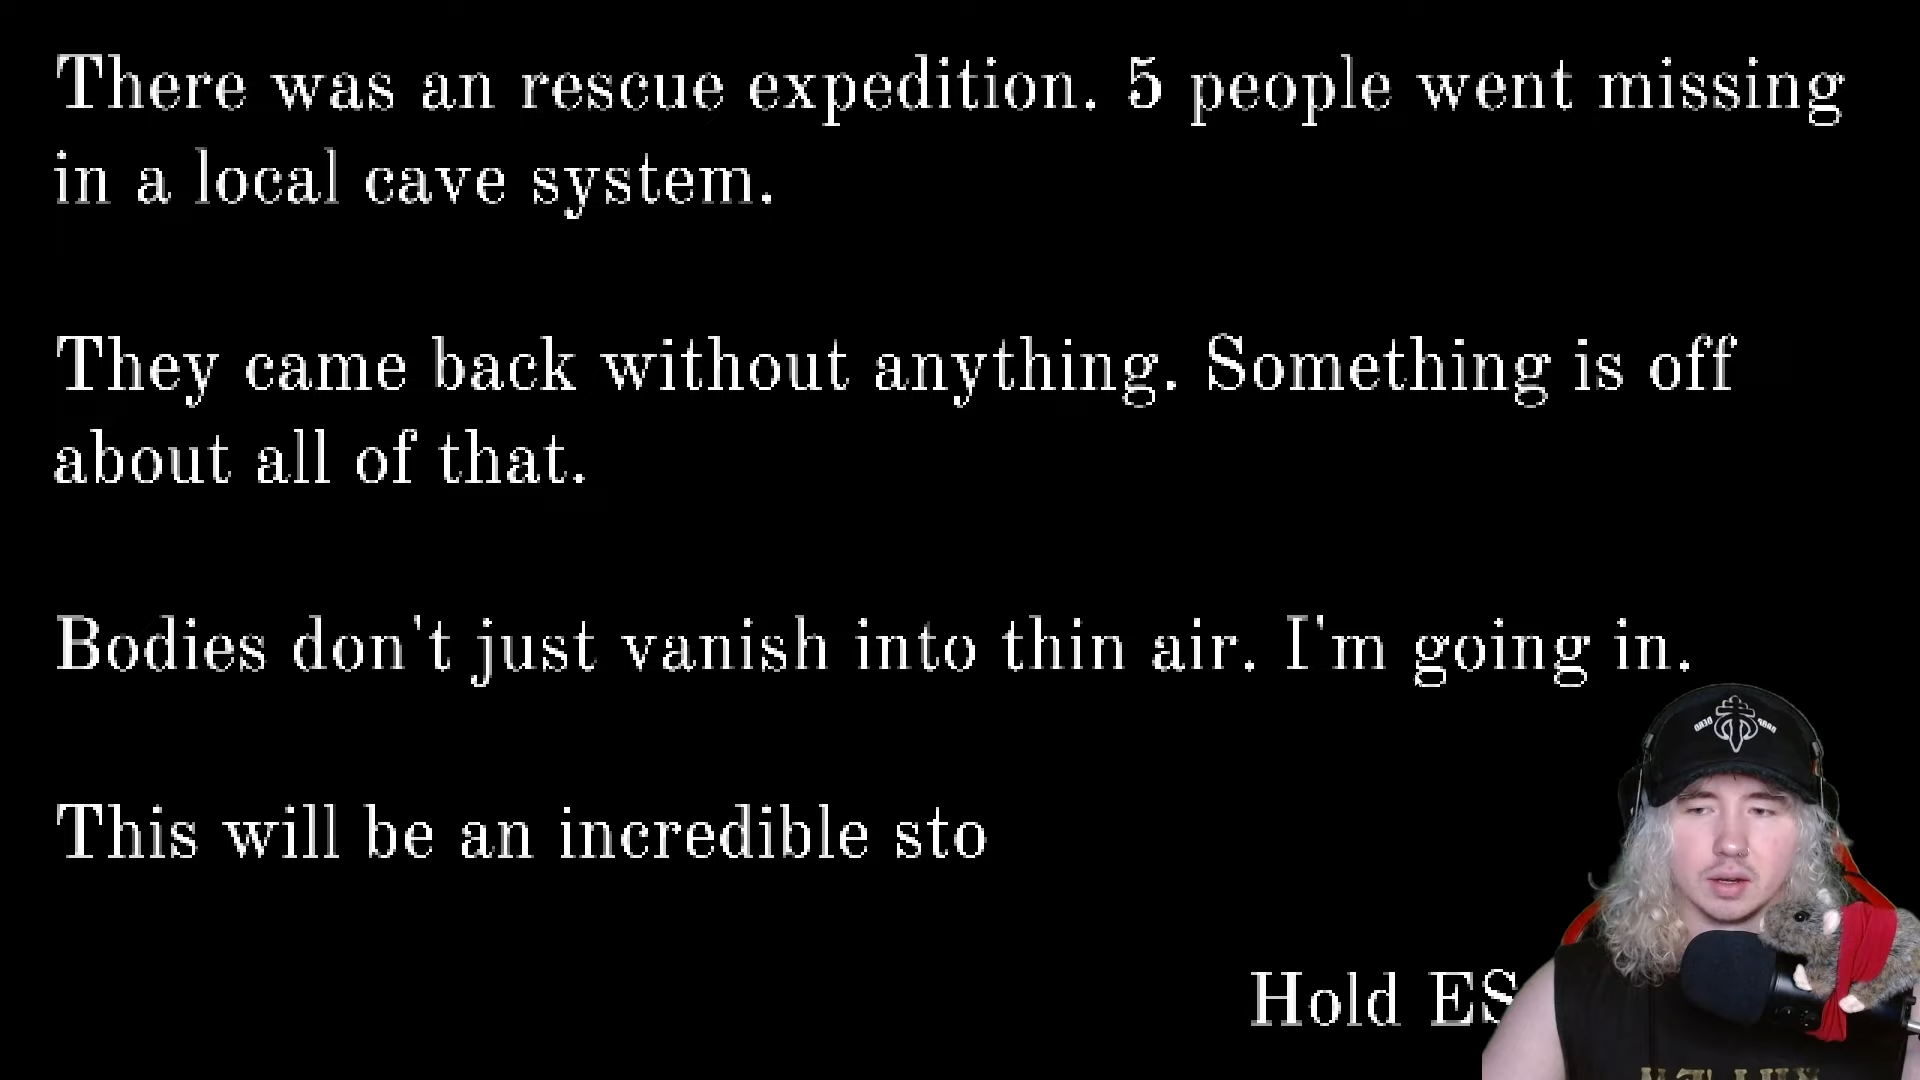 There was an rescue expedition. 5 people went missing
in a local cave system.
They came back without anything. Something is off
about all of that.
Bodies don't just vanish into thin air. I'm going in.
This will be an incredible sto
Hold ES